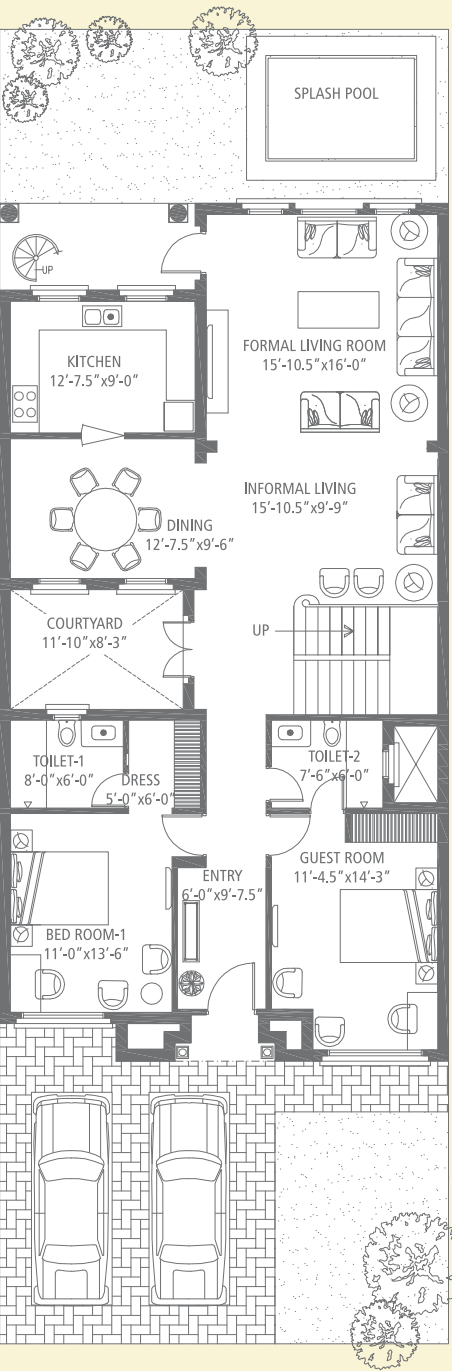 SPLASH POOL
UP
KITCHEN
12'-7.5"x9'-0"
FORMAL LIVING ROOM
15'-10.5"x16'-0"
INFORMAL LIVING
15'-10.5"x9'-9"
DINING
12'-7.5"x9'-6"
COURTYARD
11'-10"x8'-3"
UP
TOILET-1
8'-0"x6'-0"
DRESS
5'-0"x6'-0"
TOILET-2
7'-6"x6'-0"
ENTRY
6'-0"x9'-7.5"
GUEST ROOM
11'-4.5"x14'-3"
BED ROOM-1
11'-0"x13'-6"